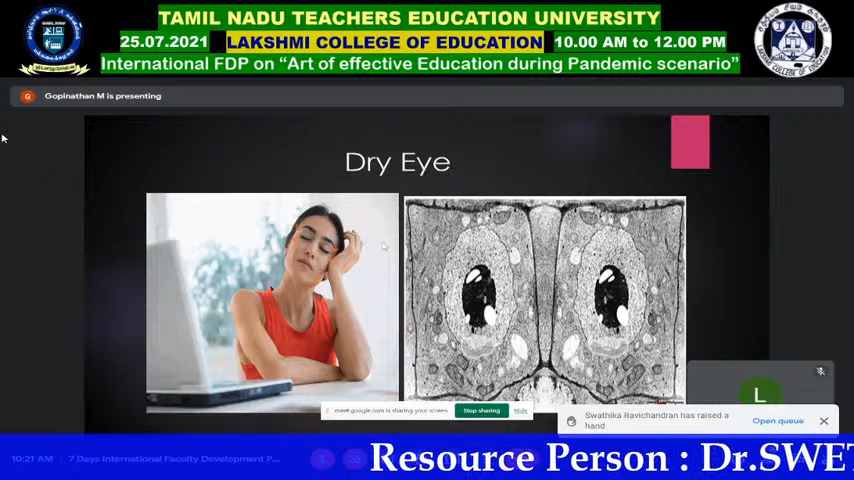 TAMIL NADU TEACHERS EDUCATION UNIVERSITY
25.07.2021 LAKSHMI COLLEGE OF EDUCATION 10.00 AM to 12.00 PM
International FDP on “Art of effective Education during Pandemic scenario”
G Gopinathan M is presenting
Dry Eye
L
meet.google.com is sharing your screen.
Stop sharing
Hide
Swathika Ravichandran has raised a
hand
Open queue
10:21 AM | 7 Days International Faculty Development P...
Resource Person : Dr.SWET